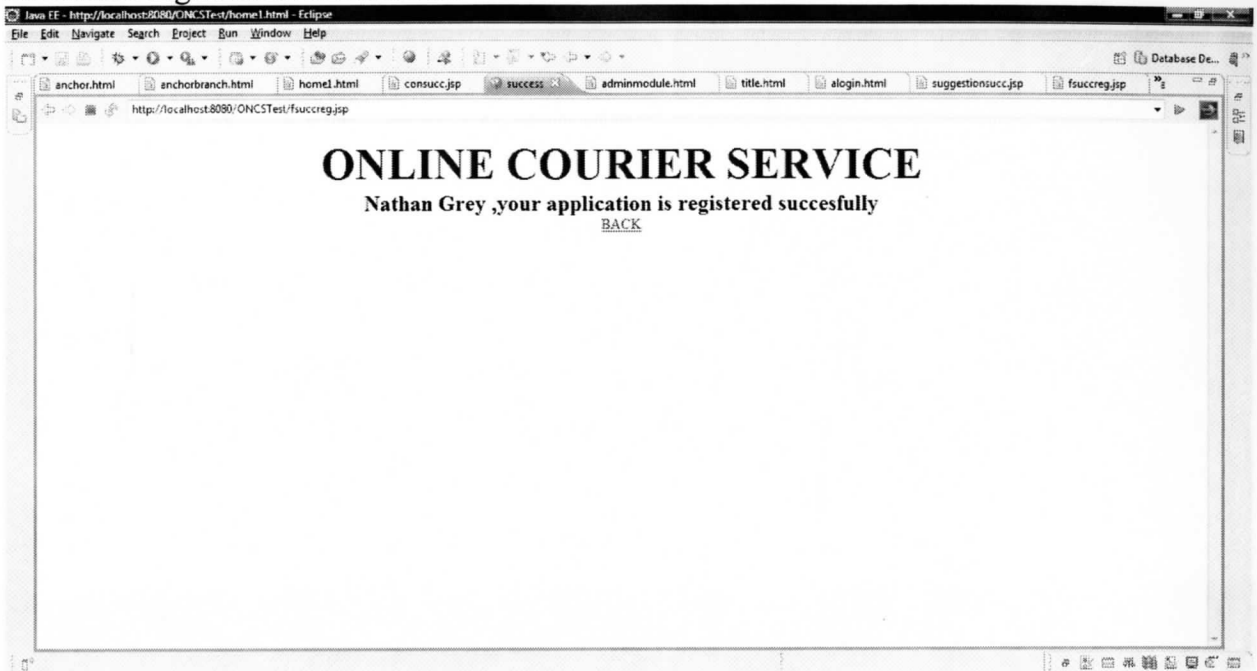 Java EE - http://localhost:8080/ONCSTest/home1.html - Eclipse
File Edit Navigate Search Project Run Window Help
Database De...
anchor.html anchorbranch.html home1.html consucc.jsp success adminmodule.html title.html alogin.html suggestionsucc.jsp fsuccreg.jsp
http://localhost:8080/ONCSTest/fsuccreg.jsp
ONLINE COURIER SERVICE
Nathan Grey ,your application is registered succesfully
BACK